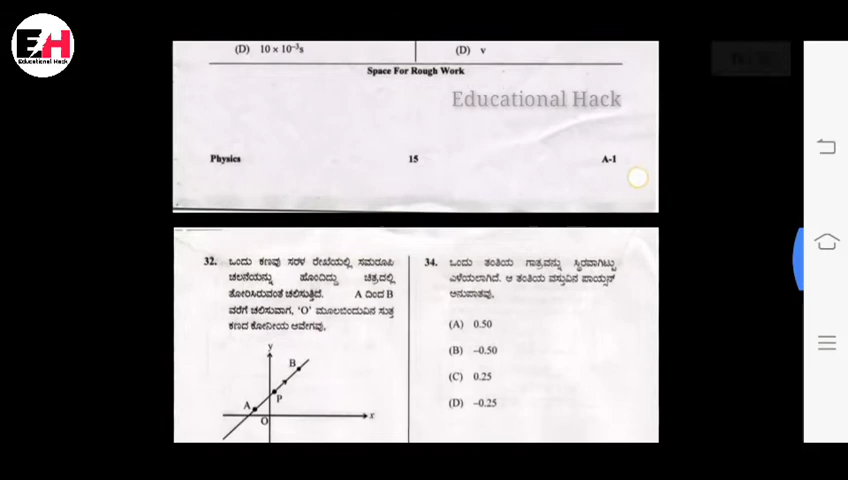 EH
Educational Hack
(D) 10 × 10⁻³s
(D) v
Space For Rough Work
Educational Hack
Physics 15 A-1
32. ಒಂದು ಕಣವು ಸರಳ ರೇಖೆಯಲ್ಲಿ ಸಮರೂಪಿ
ಚಲನೆಯನ್ನು ಹೊಂದಿದ್ದು ಚಿತ್ರದಲ್ಲಿ
ತೋರಿಸಿರುವಂತೆ ಚಲಿಸುತ್ತಿದೆ. A ದಿಂದ B
ವರೆಗೆ ಚಲಿಸುವಾಗ, 'O' ಮೂಲಬಿಂದುವಿನ ಸುತ್ತ
ಕಣದ ಕೋನೀಯ ಆವೇಗವು,
y
B
A
P
O
x
34. ಒಂದು ತಂತಿಯ ಗಾತ್ರವನ್ನು ಸ್ಥಿರವಾಗಿಟ್ಟು
ಎಳೆಯಲಾಗಿದೆ. ಆ ತಂತಿಯ ವಸ್ತುವಿನ ಪಾಯ್ಸನ್
ಅನುಪಾತವು,
(A) 0.50
(B) –0.50
(C) 0.25
(D) –0.25